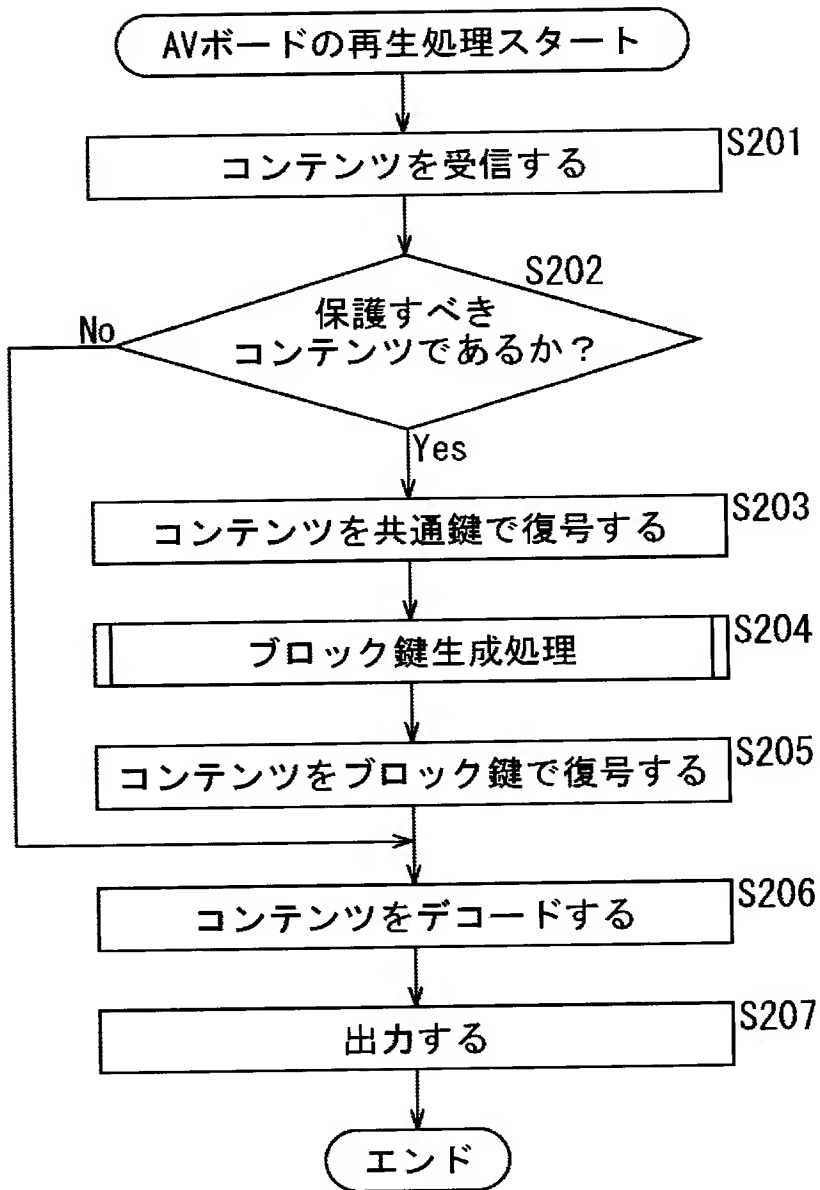 AVボードの再生処理スタート
コンテンツを受信する
S201
S202
保護すべき
コンテンツであるか？
No
Yes
コンテンツを共通鍵で復号する
S203
ブロック鍵生成処理
S204
コンテンツをブロック鍵で復号する
S205
コンテンツをデコードする
S206
出力する
S207
エンド